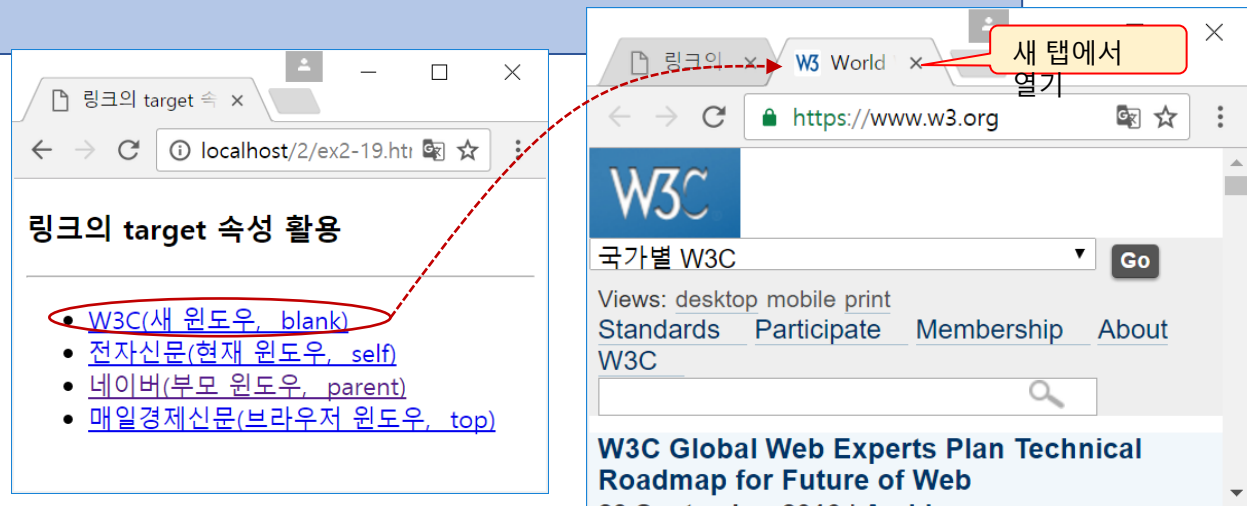 링크의 target 속
localhost/2/ex2-19.htr
링크의 target 속성 활용
W3C(새 윈도우, _blank)
전자신문(현재 윈도우, _self)
네이버(부모 윈도우, _parent)
매일경제신문(브라우저 윈도우, _top)
링크의
W3 World
새 탭에서
열기
https://www.w3.org
W3C
국가별 W3C
Go
Views: desktop mobile print
Standards Participate Membership About
W3C
W3C Global Web Experts Plan Technical
Roadmap for Future of Web